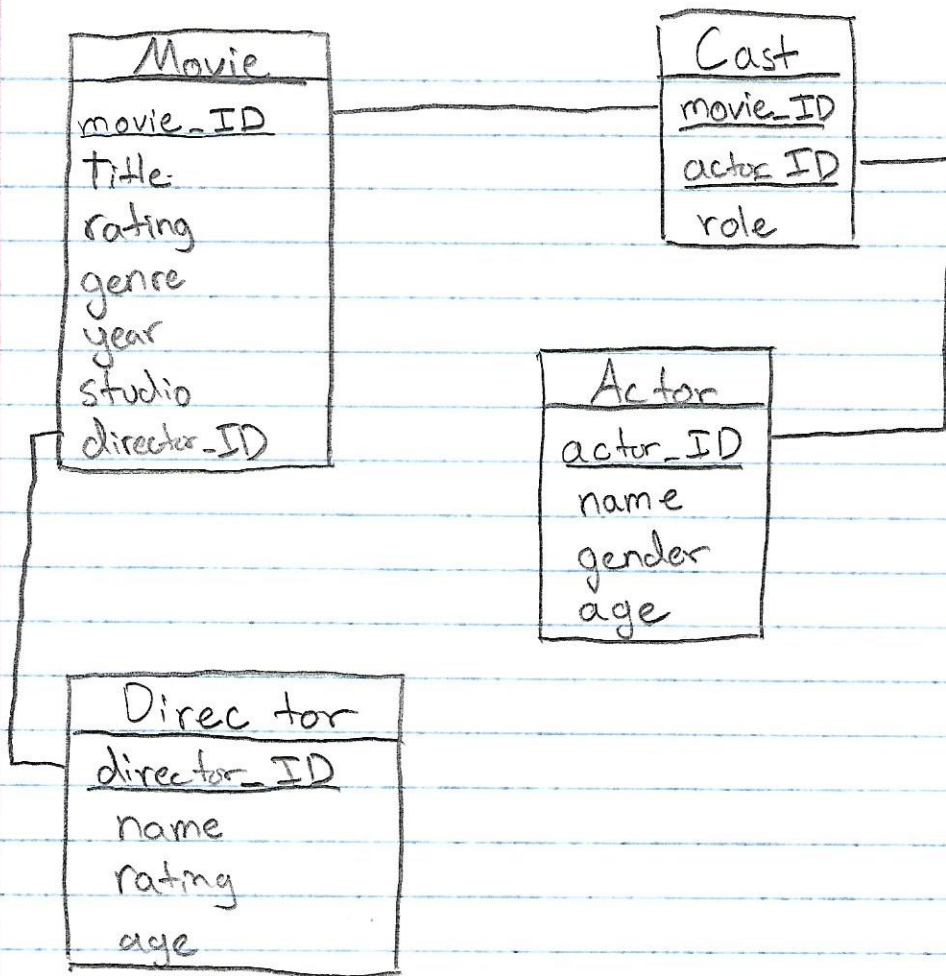 Movie
movie_ID
Title
rating
genre
year
studio
director_ID
Cast
movie_ID
actor_ID
role
Actor
actor_ID
name
gender
age
Director
director_ID
name
rating
age